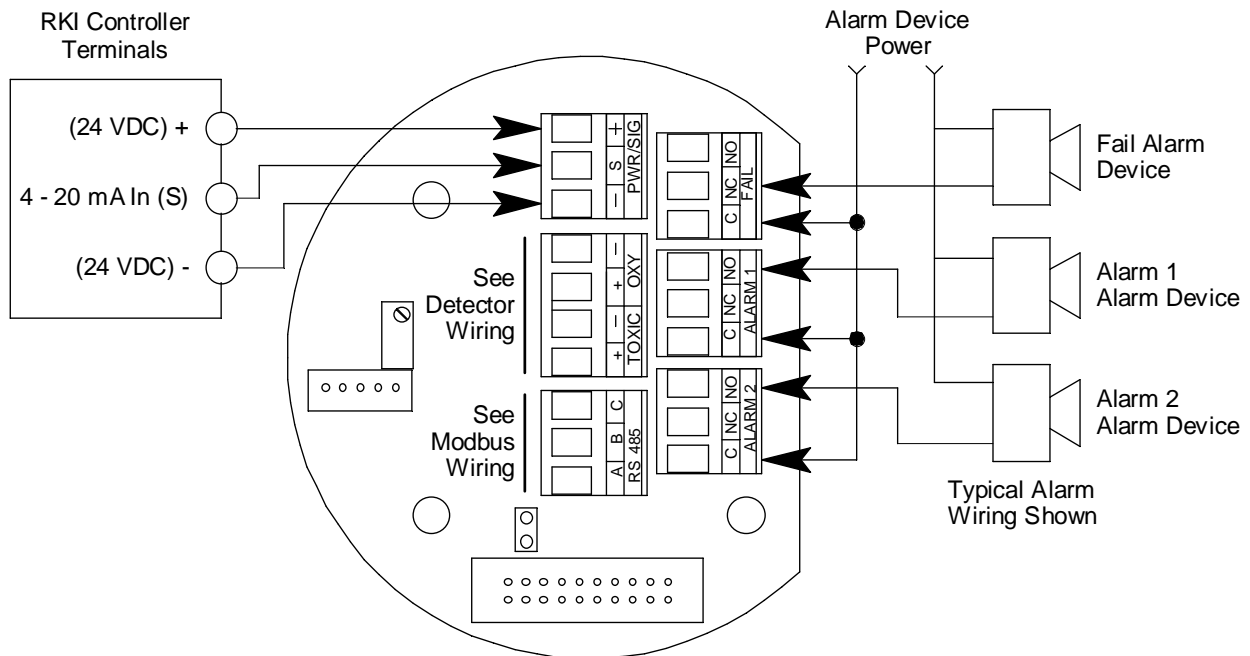 RKI Controller
Terminals
(24 VDC) +
4 - 20 mA In (S)
(24 VDC) -
+
S
-
PWR/SIG
See
Detector
Wiring
-
+
OXY
-
+
TOXIC
See
Modbus
Wiring
C
B
A
RS 485
NO
NC
C
FAIL
NO
NC
C
ALARM 1
NO
NC
C
ALARM 2
Alarm Device
Power
Fail Alarm
Device
Alarm 1
Alarm Device
Alarm 2
Alarm Device
Typical Alarm
Wiring Shown